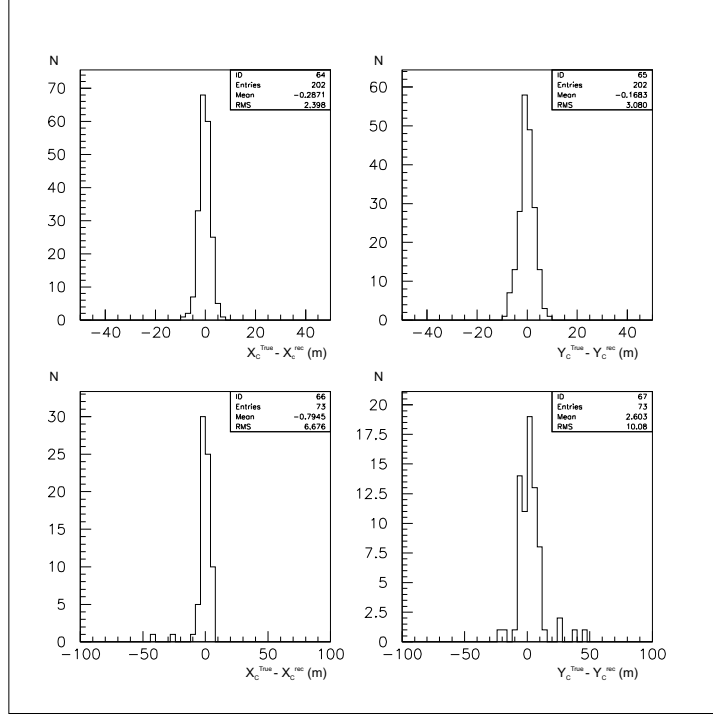 N
ID 64
Entries 202
Mean -0.2871
RMS 2.398
70
60
50
40
30
20
10
0
-40 -20 0 20 40
X_C^True - X_C^rec (m)
N
ID 65
Entries 202
Mean -0.1683
RMS 3.080
60
50
40
30
20
10
0
-40 -20 0 20 40
Y_C^True - Y_C^rec (m)
N
ID 66
Entries 73
Mean -0.7945
RMS 6.676
30
25
20
15
10
5
0
-100 -50 0 50 100
X_C^True - X_C^rec (m)
N
ID 67
Entries 73
Mean 2.603
RMS 10.08
20
17.5
15
12.5
10
7.5
5
2.5
0
-100 -50 0 50 100
Y_C^True - Y_C^rec (m)